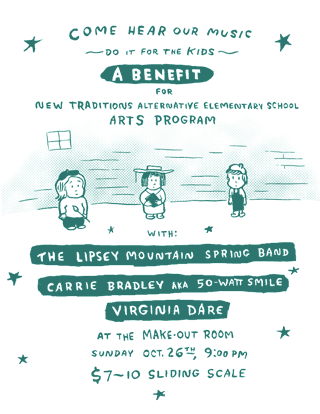 COME HEAR OUR MUSIC
DO IT FOR THE KIDS
A BENEFIT
FOR
NEW TRADITIONS ALTERNATIVE ELEMENTARY SCHOOL
ARTS PROGRAM
WITH:
THE LIPSEY MOUNTAIN SPRING BAND
CARRIE BRADLEY AKA 50-WATT SMILE
VIRGINIA DARE
AT THE MAKE-OUT ROOM
SUNDAY OCT. 26TH, 9:00 PM
$7~10 SLIDING SCALE